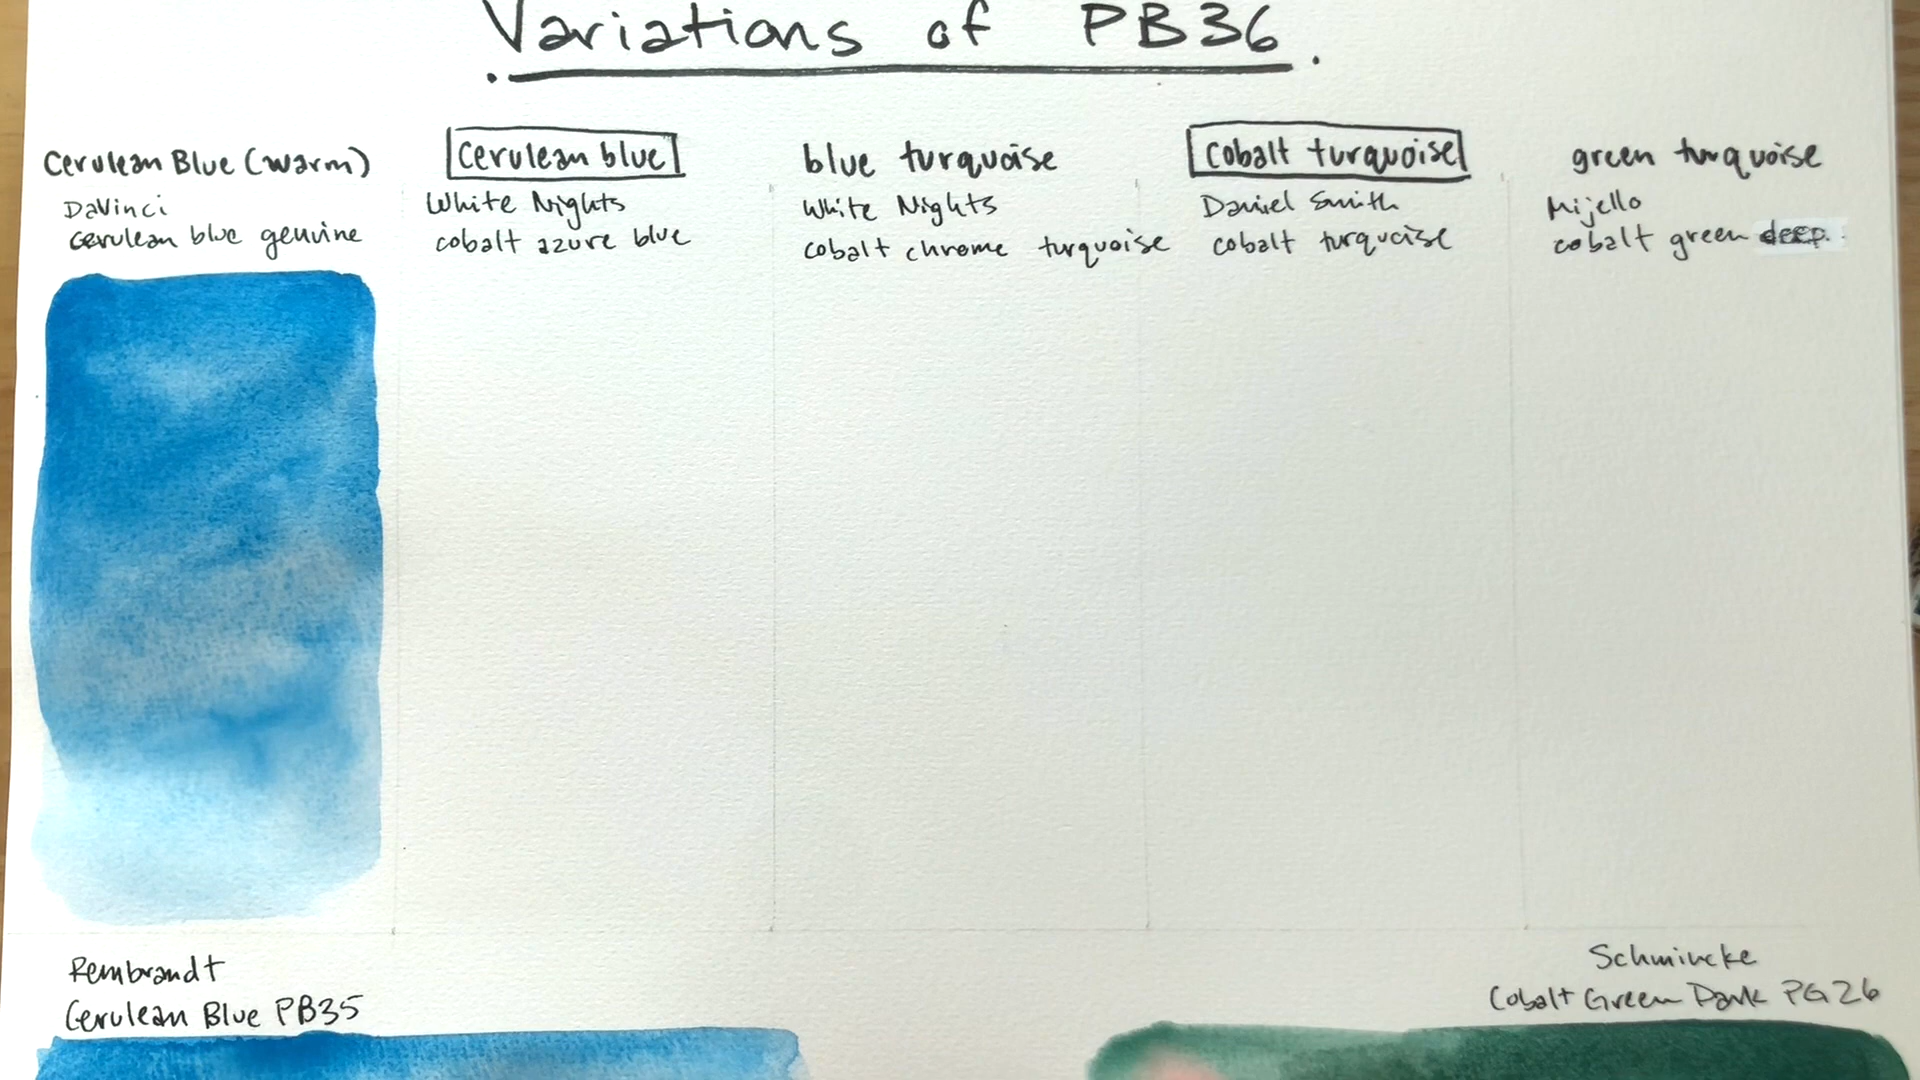 Variations of PB36.
Cerulean Blue (warm)
DaVinci
cerulean blue genuine
Cerulean blue
White Nights
cobalt azure blue
blue turquoise
White Nights
cobalt chrome turquoise
cobalt turquoise
Daniel Smith
cobalt turquoise
green turquoise
Mijello
cobalt green deep.
Rembrandt
Cerulean Blue PB35
Schmincke
Cobalt Green Dark PG26